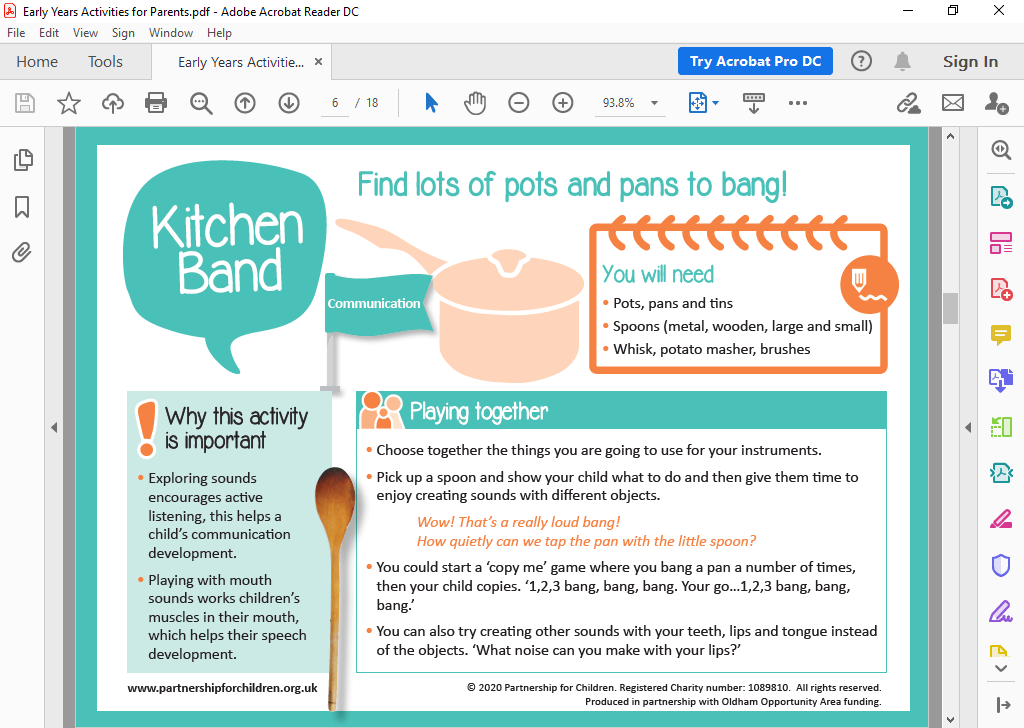 Early Years Activities for Parents.pdf - Adobe Acrobat Reader DC
File Edit View Sign Window Help
Home Tools Early Years Activitie... × Try Acrobat Pro DC ? Sign In
6 / 18 93.8%
Kitchen
Band
Find lots of pots and pans to bang!
Communication
You will need
• Pots, pans and tins
• Spoons (metal, wooden, large and small)
• Whisk, potato masher, brushes
! Why this activity
is important
• Exploring sounds
encourages active
listening, this helps a
child's communication
development.
• Playing with mouth
sounds works children's
muscles in their mouth,
which helps their speech
development.
Playing together
• Choose together the things you are going to use for your instruments.
• Pick up a spoon and show your child what to do and then give them time to
enjoy creating sounds with different objects.
Wow! That's a really loud bang!
How quietly can we tap the pan with the little spoon?
• You could start a 'copy me' game where you bang a pan a number of times,
then your child copies. '1,2,3 bang, bang, bang. Your go...1,2,3 bang, bang,
bang.'
• You can also try creating other sounds with your teeth, lips and tongue instead
of the objects. 'What noise can you make with your lips?'
www.partnershipforchildren.org.uk
© 2020 Partnership for Children. Registered Charity number: 1089810. All rights reserved.
Produced in partnership with Oldham Opportunity Area funding.